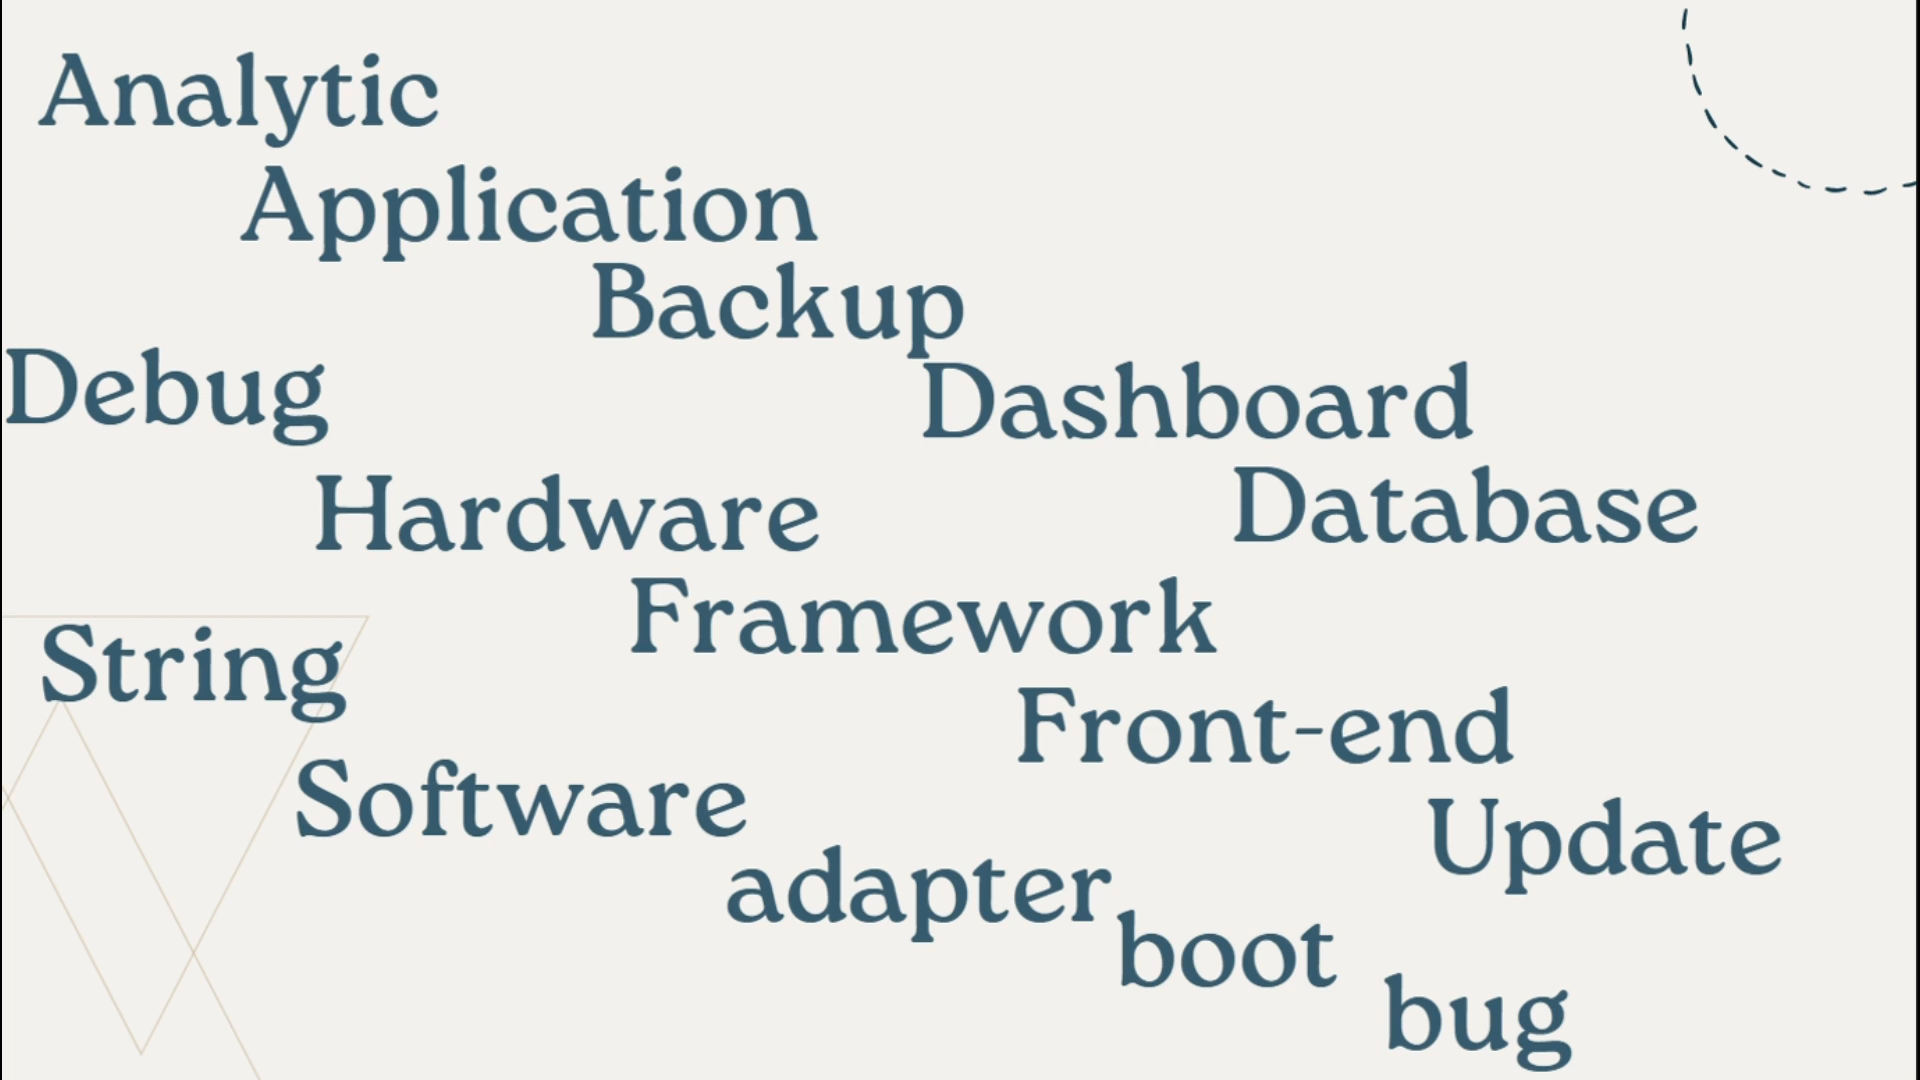 Analytic
Application
Backup
Debug
Dashboard
Hardware
Database
Framework
String
Front-end
Software
Update
adapter
boot
bug